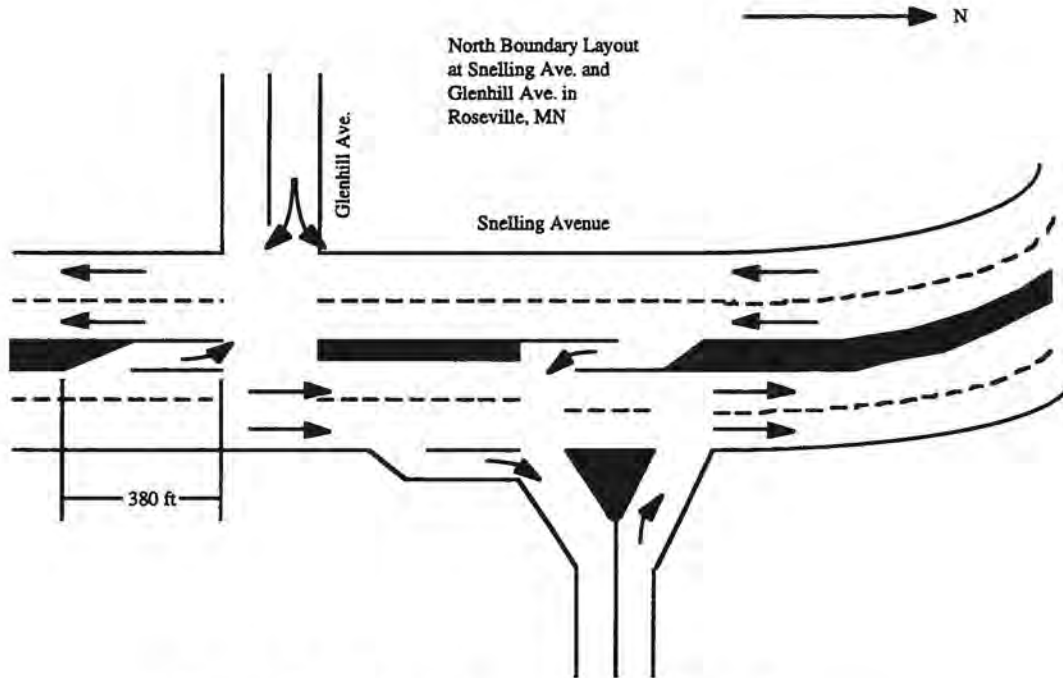 N
North Boundary Layout
at Snelling Ave. and
Glenhill Ave. in
Roseville, MN
Glenhill Ave.
Snelling Avenue
380 ft